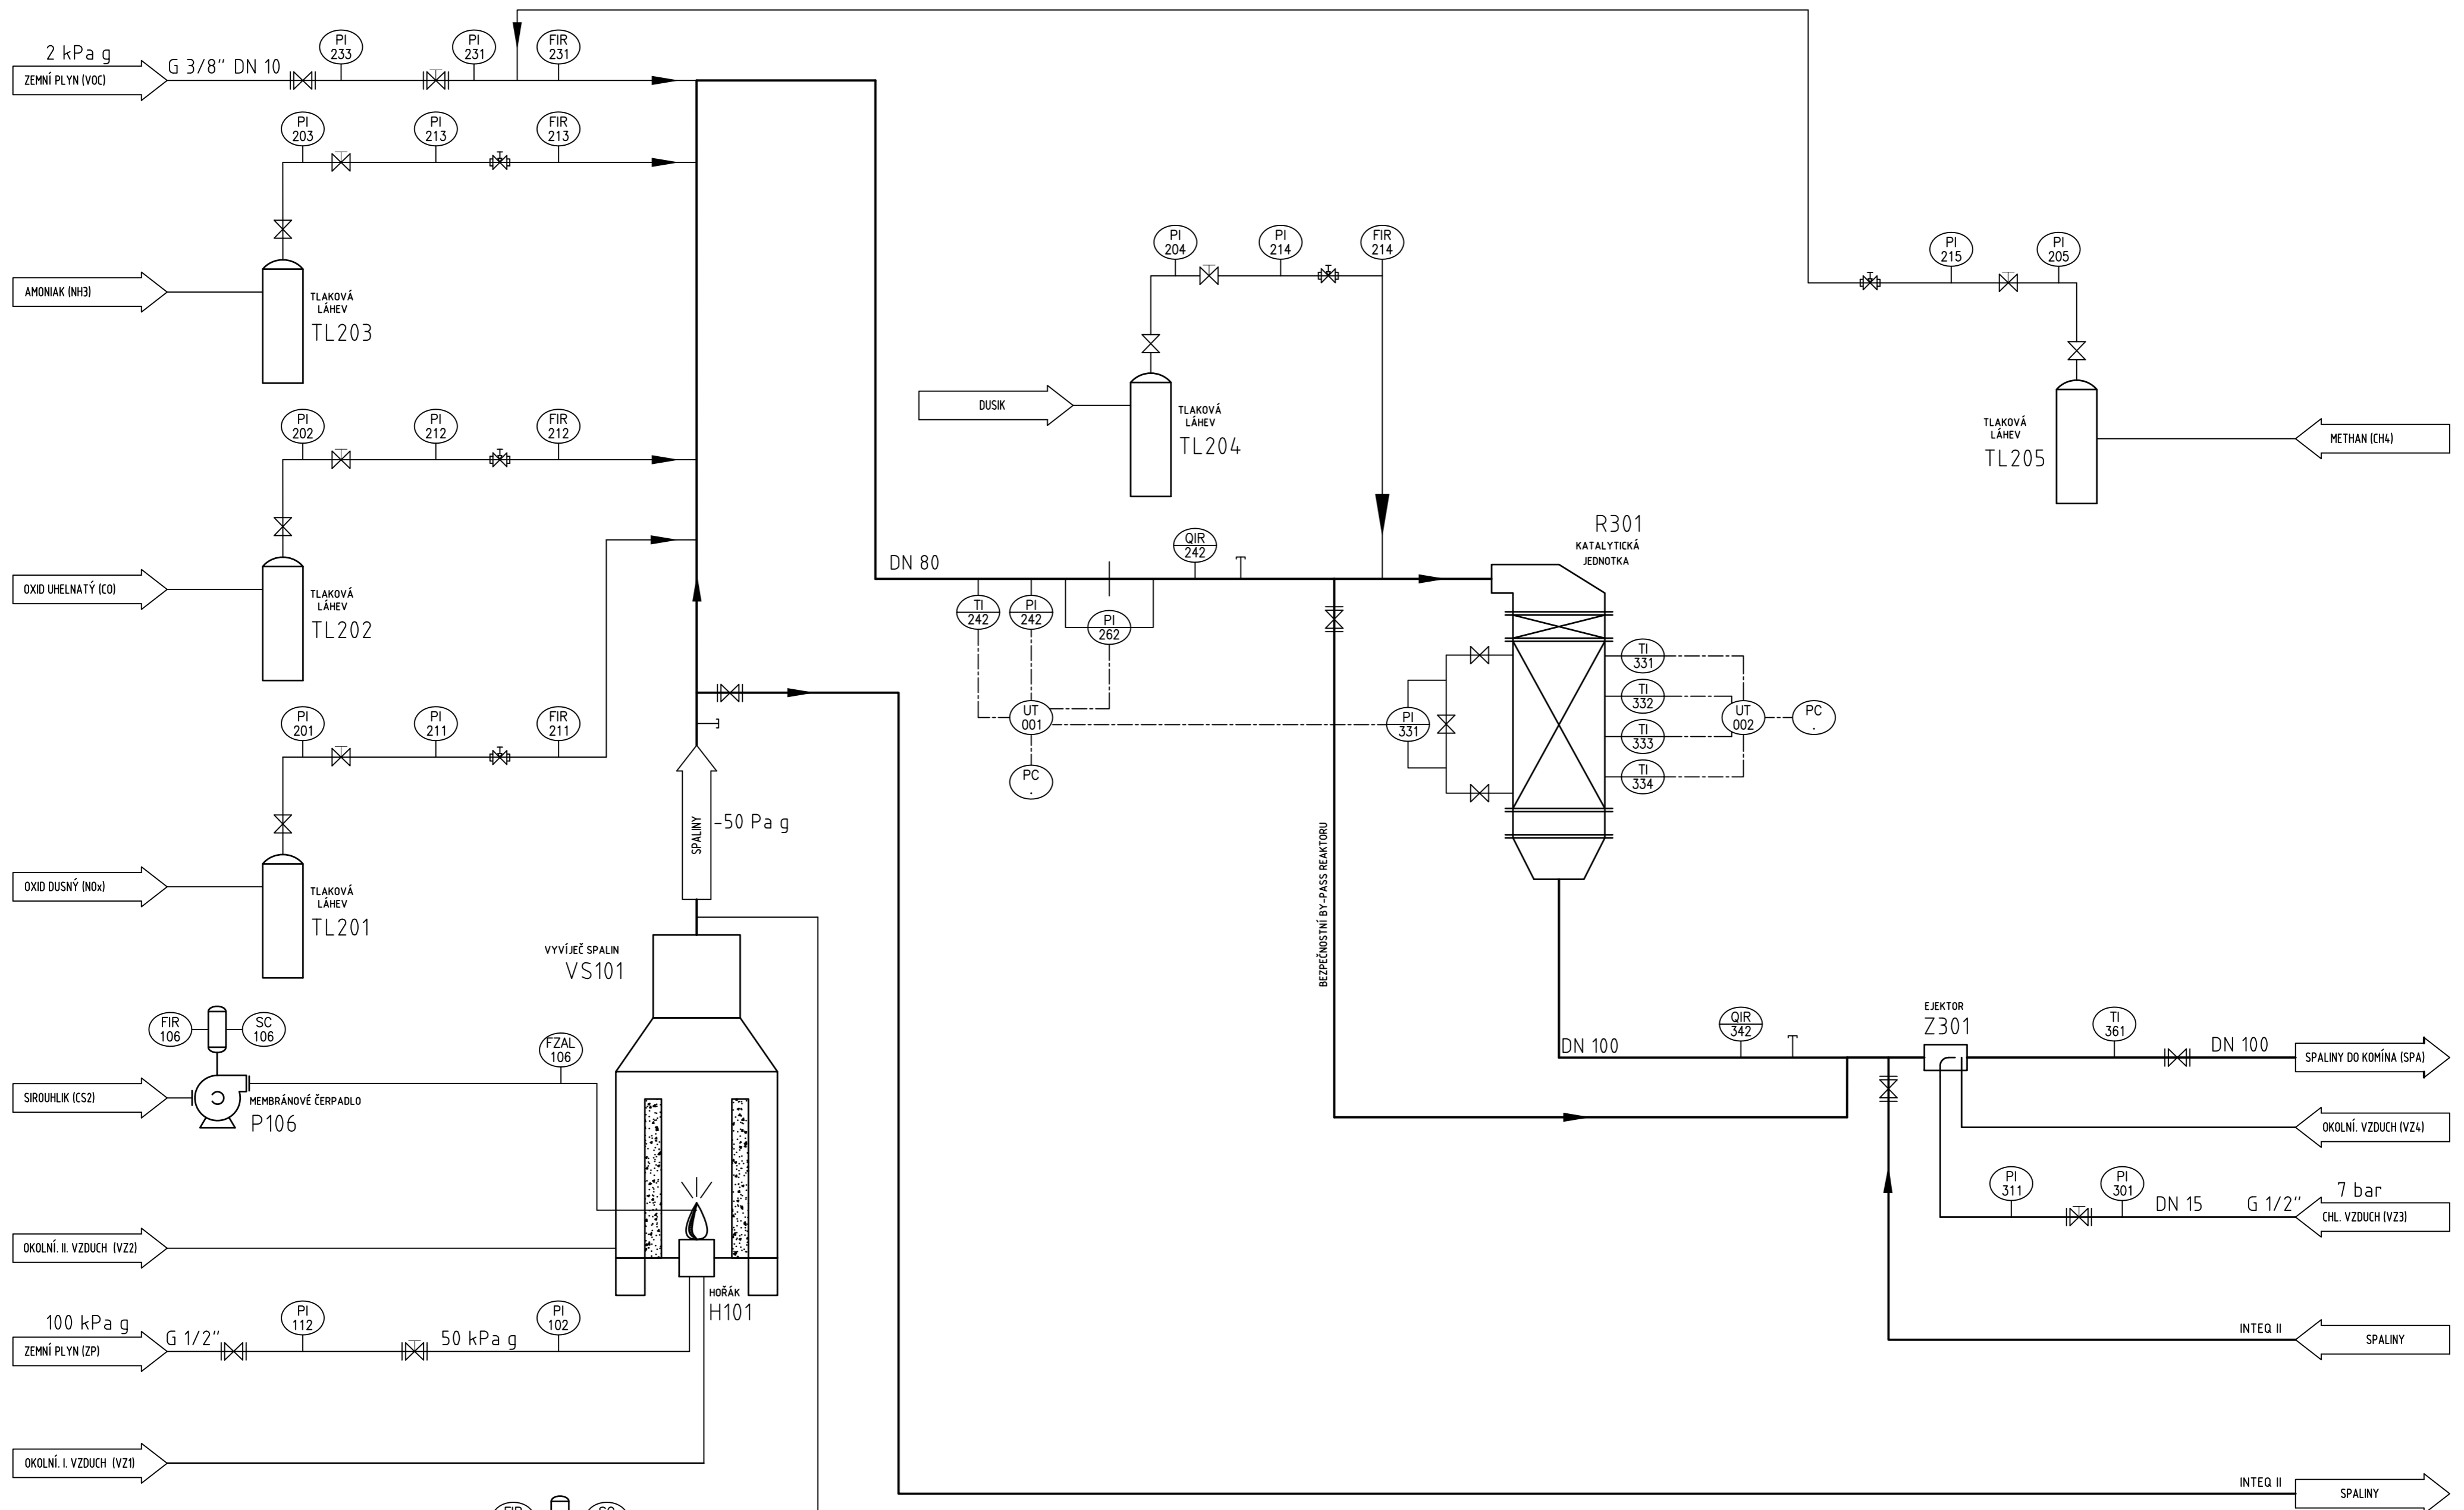 2 kPa g
ZEMNÍ PLYN (VOC)
G 3/8" DN 10
PI
233
PI
231
FIR
231
PI
203
PI
213
FIR
213
AMONIAK (NH3)
TLAKOVÁ
LÁHEV
TL203
PI
204
PI
214
FIR
214
PI
215
PI
205
DUSIK
TLAKOVÁ
LÁHEV
TL204
TLAKOVÁ
LÁHEV
TL205
METHAN (CH4)
PI
202
PI
212
FIR
212
OXID UHELNATÝ (CO)
TLAKOVÁ
LÁHEV
TL202
DN 80
QIR
242
TI
242
PI
242
PI
262
R301
KATALYTICKÁ
JEDNOTKA
TI
331
TI
332
TI
333
TI
334
UT
001
PC
.
PI
331
UT
002
PC
.
PI
201
PI
211
FIR
211
OXID DUSNÝ (NOx)
TLAKOVÁ
LÁHEV
TL201
SPALINY
-50 Pa g
BEZPEČNOSTNÍ BY-PASS REAKTORU
VYVÍJEČ SPALIN
VS101
FIR
106
SC
106
FZAL
106
SIROUHLIK (CS2)
MEMBRÁNOVÉ ČERPADLO
P106
DN 100
QIR
342
EJEKTOR
Z301
TI
361
DN 100
SPALINY DO KOMÍNA (SPA)
OKOLNÍ. VZDUCH (VZ4)
PI
311
PI
301
DN 15
G 1/2"
7 bar
CHL. VZDUCH (VZ3)
OKOLNÍ. II. VZDUCH (VZ2)
HOŘÁK
H101
100 kPa g
ZEMNÍ PLYN (ZP)
G 1/2"
PI
112
50 kPa g
PI
102
INTEQ II
SPALINY
OKOLNÍ. I. VZDUCH (VZ1)
INTEQ II
SPALINY